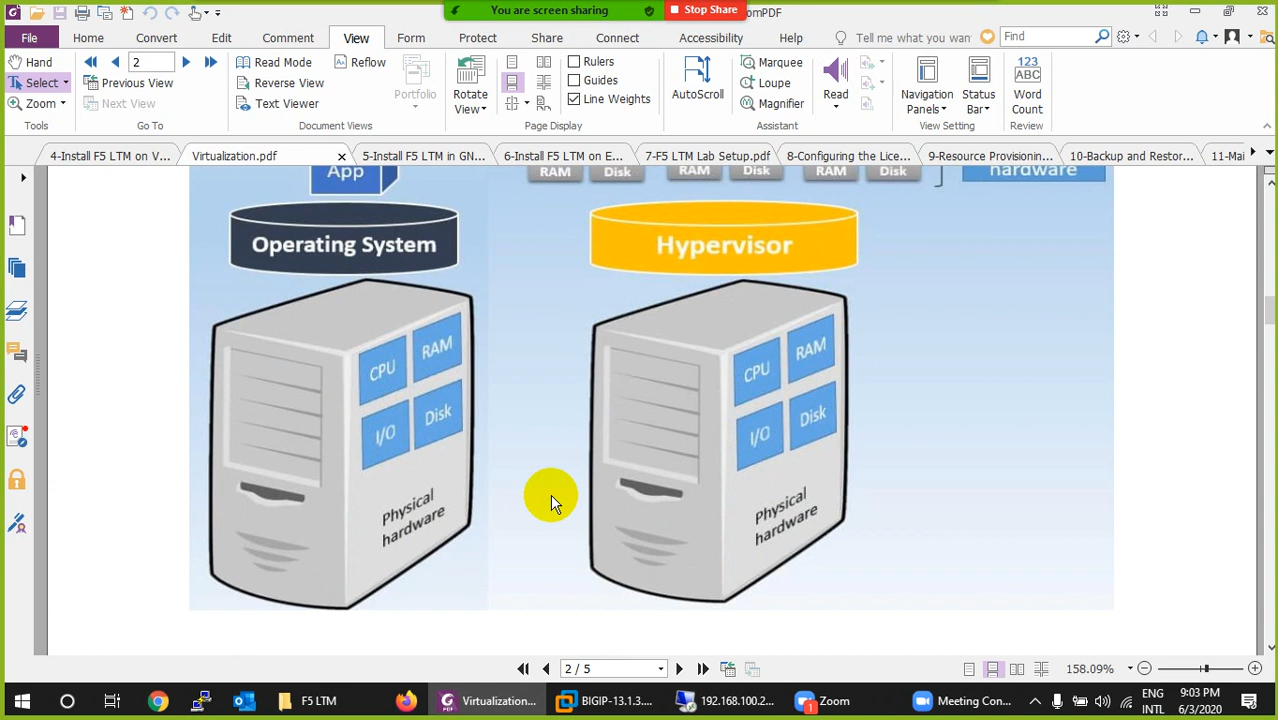 You are screen sharing
Stop Share
omPDF
File
Home
Convert
Edit
Comment
View
Form
Protect
Share
Connect
Accessibility
Help
Tell me what you want
Find
Hand
Select
Zoom
2
Previous View
Next View
Read Mode
Reverse View
Text Viewer
Reflow
Portfolio
Rotate
View
Rulers
Guides
Line Weights
AutoScroll
Marquee
Loupe
Magnifier
Read
Navigation
Panels
Status
Bar
123
ABC
Word
Count
Tools
Go To
Document Views
Page Display
Assistant
View Setting
Review
4-Install F5 LTM on V...
Virtualization.pdf
5-Install F5 LTM in GN...
6-Install F5 LTM on E...
7-F5 LTM Lab Setup.pdf
8-Configuring the Lice...
9-Resource Provisionin...
10-Backup and Restor...
11-Mai
App
RAM
Disk
RAM
Disk
RAM
Disk
hardware
Operating System
Hypervisor
CPU
RAM
I/O
Disk
Physical
hardware
CPU
RAM
I/O
Disk
Physical
hardware
2 / 5
158.09%
F5 LTM
Virtualization...
BIGIP-13.1.3....
192.168.100.2...
1
Zoom
Meeting Con...
ENG
INTL
9:03 PM
6/3/2020